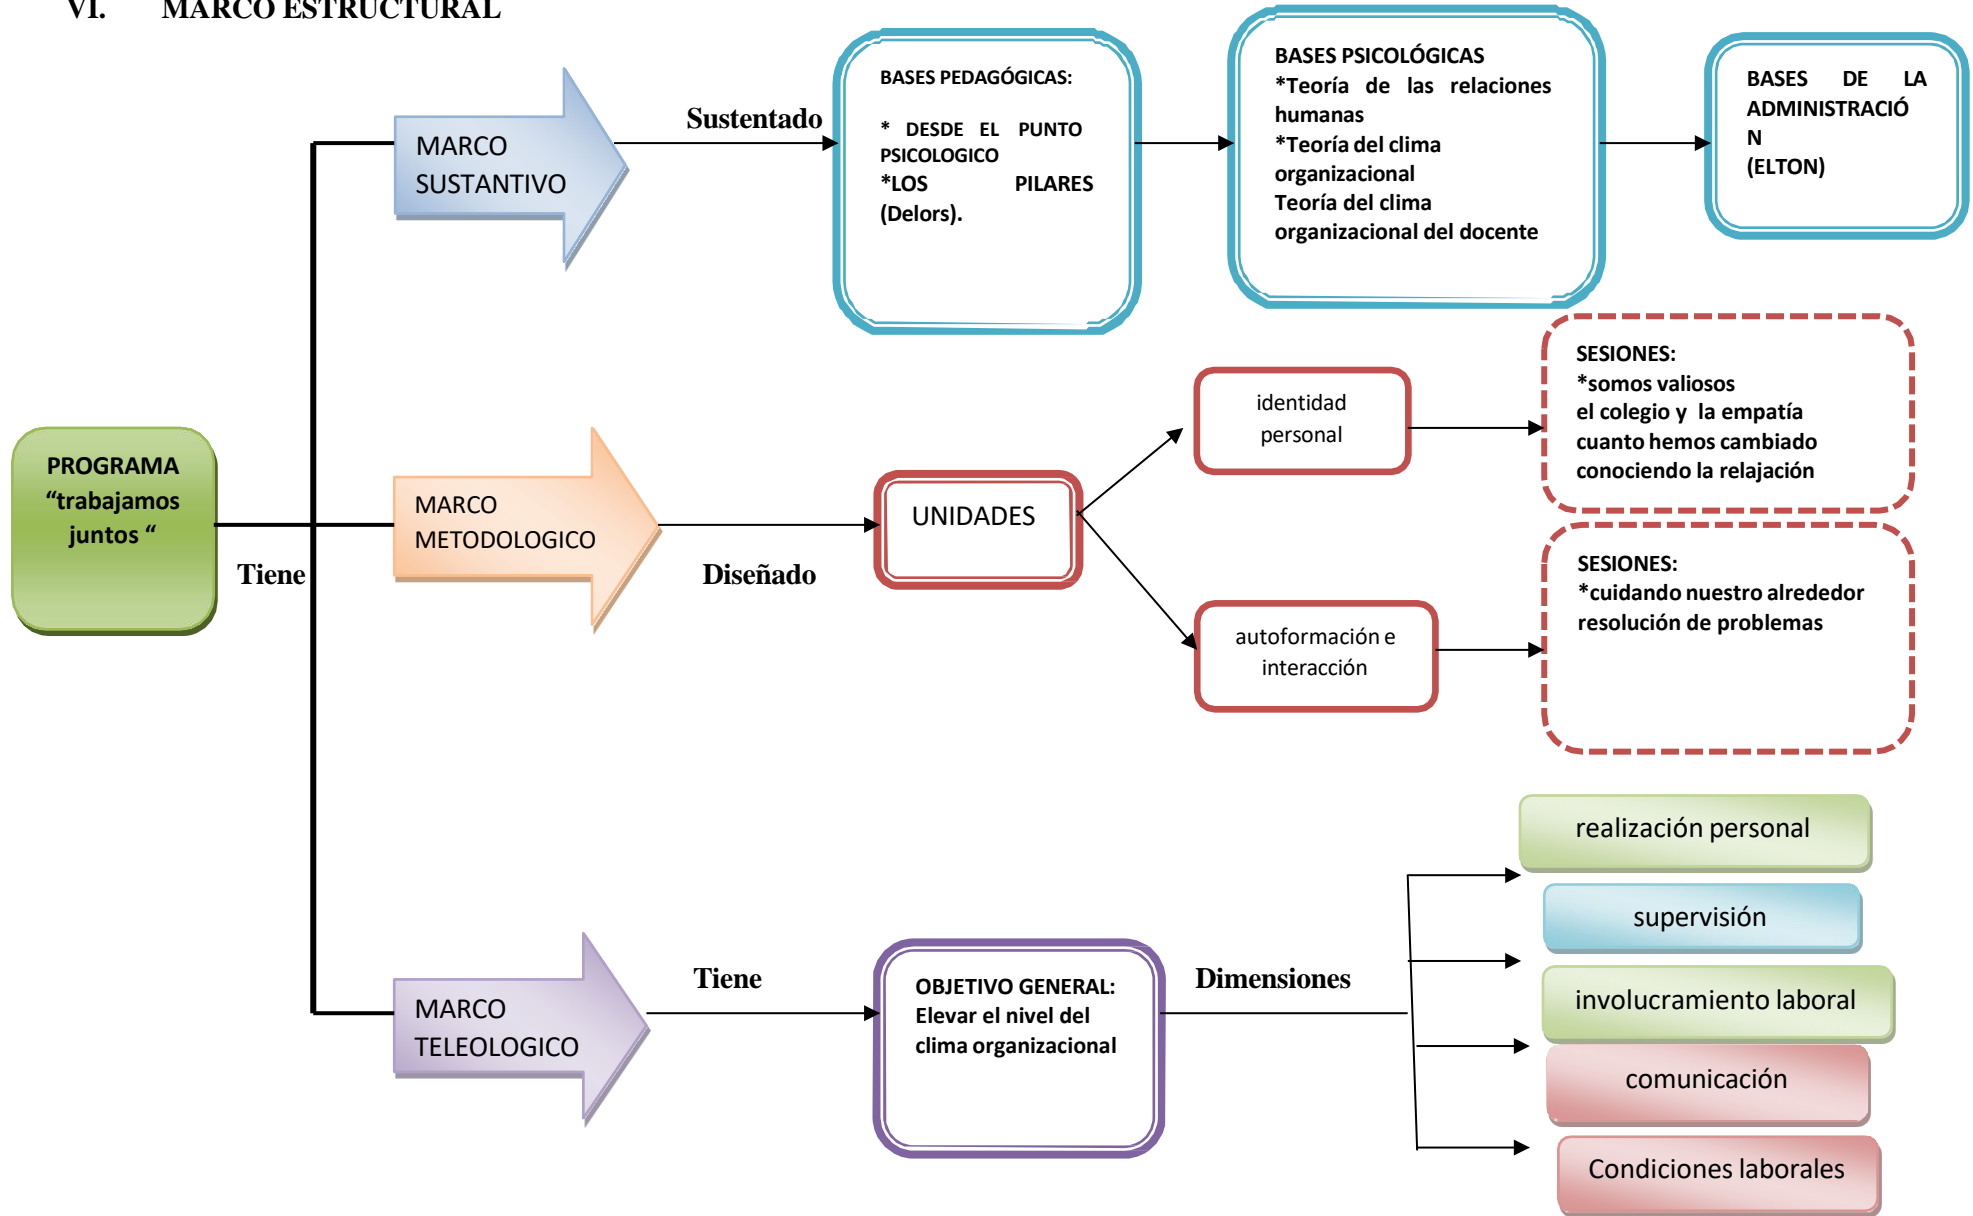 VI. MARCO ESTRUCTURAL
MARCO
SUSTANTIVO
Sustentado
BASES PEDAGÓGICAS:
* DESDE EL PUNTO
PSICOLOGICO
*LOS PILARES
(Delors).
BASES PSICOLÓGICAS
*Teoría de las relaciones
humanas
*Teoría del clima
organizacional
Teoría del clima
organizacional del docente
BASES DE LA
ADMINISTRACIÓ
N
(ELTON)
PROGRAMA
“trabajamos
juntos “
Tiene
MARCO
METODOLOGICO
Diseñado
UNIDADES
identidad
personal
SESIONES:
*somos valiosos
el colegio y la empatía
cuanto hemos cambiado
conociendo la relajación
autoformación e
interacción
SESIONES:
*cuidando nuestro alrededor
resolución de problemas
MARCO
TELEOLOGICO
Tiene
OBJETIVO GENERAL:
Elevar el nivel del
clima organizacional
Dimensiones
realización personal
supervisión
involucramiento laboral
comunicación
Condiciones laborales